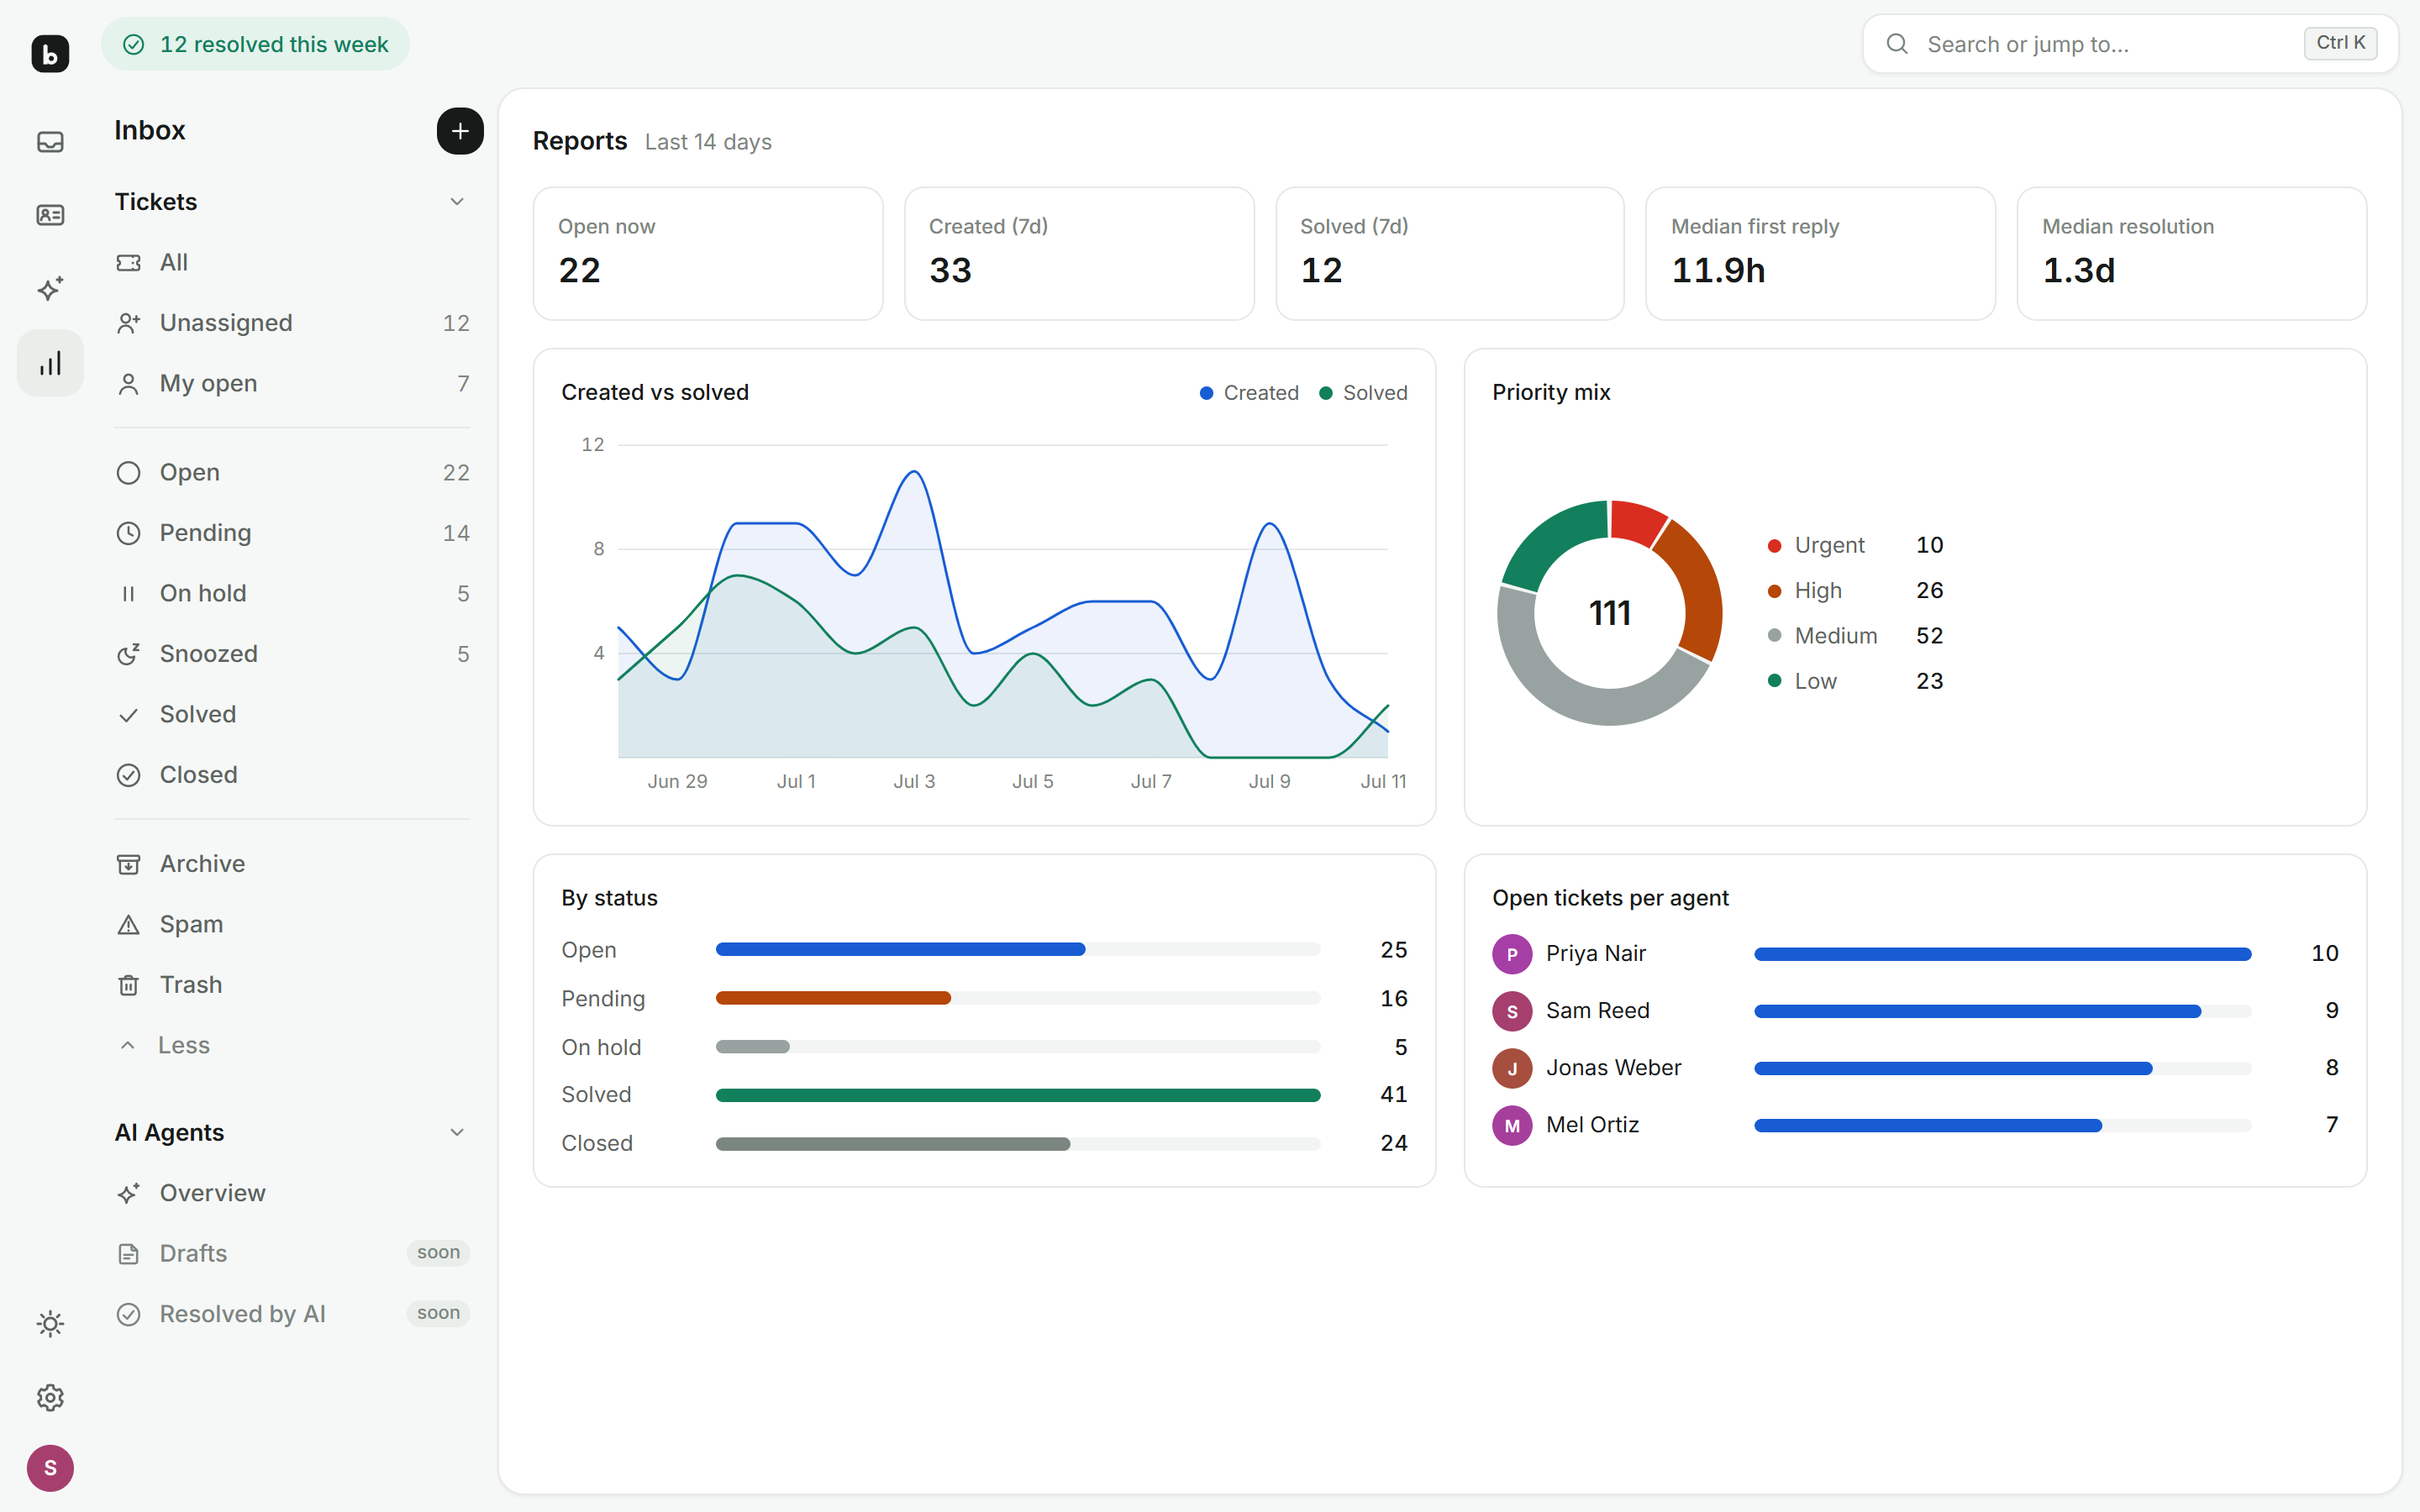 b
12 resolved this week
Search or jump to...
Ctrl K
Inbox
Tickets
All
Unassigned 12
My open 7
Open 22
Pending 14
On hold 5
Snoozed 5
Solved
Closed
Archive
Spam
Trash
Less
AI Agents
Overview
Drafts soon
Resolved by AI soon
S
Reports Last 14 days
Open now
22
Created (7d)
33
Solved (7d)
12
Median first reply
11.9h
Median resolution
1.3d
Created vs solved
Created Solved
12
8
4
Jun 29 Jul 1 Jul 3 Jul 5 Jul 7 Jul 9 Jul 11
Priority mix
111
Urgent 10
High 26
Medium 52
Low 23
By status
Open 25
Pending 16
On hold 5
Solved 41
Closed 24
Open tickets per agent
P Priya Nair 10
S Sam Reed 9
J Jonas Weber 8
M Mel Ortiz 7